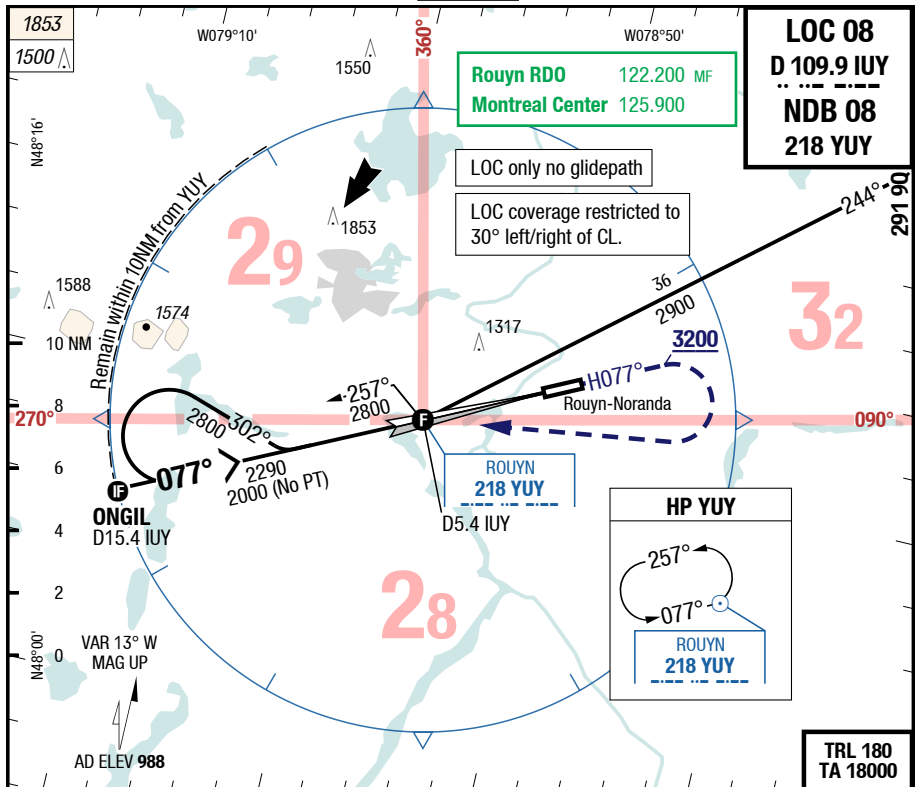 1853
1500
W079°10'
360°
W078°50'
1550
Rouyn RDO 122.200 MF
Montreal Center 125.900
LOC 08
D 109.9 IUY
NDB 08
218 YUY
N48°16'
LOC only no glidepath
LOC coverage restricted to
30° left/right of CL.
Remain within 10NM from YUY
1853
29
244°
291 9Q
36
2900
32
1588
1574
10 NM
1317
3200
H077°
Rouyn-Noranda
257°
2800
F
270°
090°
8
302°
2800
077°
2290
2000 (No PT)
6
IF
ONGIL
D15.4 IUY
ROUYN
218 YUY
D5.4 IUY
4
2
0
28
HP YUY
257°
077°
ROUYN
218 YUY
N48°00'
VAR 13° W
MAG UP
AD ELEV 988
TRL 180
TA 18000